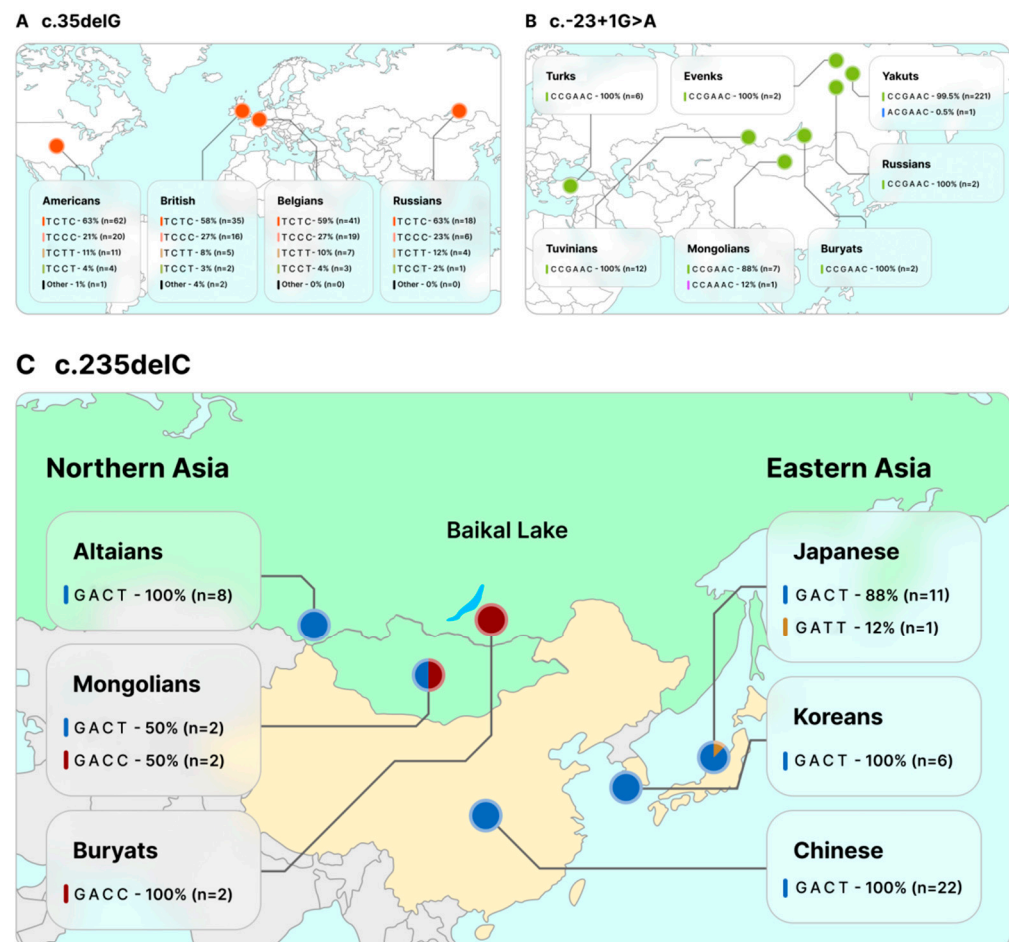 A c.35delG
Americans
TCTC - 63% (n=62)
TCCC - 21% (n=20)
TCTT - 11% (n=11)
TCCT - 4% (n=4)
Other - 1% (n=1)
British
TCTC - 58% (n=35)
TCCC - 27% (n=16)
TCTT - 8% (n=5)
TCCT - 3% (n=2)
Other - 4% (n=2)
Belgians
TCTC - 59% (n=41)
TCCC - 27% (n=19)
TCTT - 10% (n=7)
TCCT - 4% (n=3)
Other - 0% (n=0)
Russians
TCTC - 63% (n=18)
TCCC - 23% (n=6)
TCTT - 12% (n=4)
TCCT - 2% (n=1)
Other - 0% (n=0)
B c.-23+1G>A
Turks
CCGAAC - 100% (n=6)
Evenks
CCGAAC - 100% (n=2)
Yakuts
CCGAAC - 99.5% (n=221)
ACGAAC - 0.5% (n=1)
Russians
CCGAAC - 100% (n=2)
Tuvinians
CCGAAC - 100% (n=12)
Mongolians
CCGAAC - 88% (n=7)
CCAAAC - 12% (n=1)
Buryats
CCGAAC - 100% (n=2)
C c.235delC
Northern Asia
Eastern Asia
Baikal Lake
Altaians
GACT - 100% (n=8)
Mongolians
GACT - 50% (n=2)
GACC - 50% (n=2)
Buryats
GACC - 100% (n=2)
Japanese
GACT - 88% (n=11)
GATT - 12% (n=1)
Koreans
GACT - 100% (n=6)
Chinese
GACT - 100% (n=22)